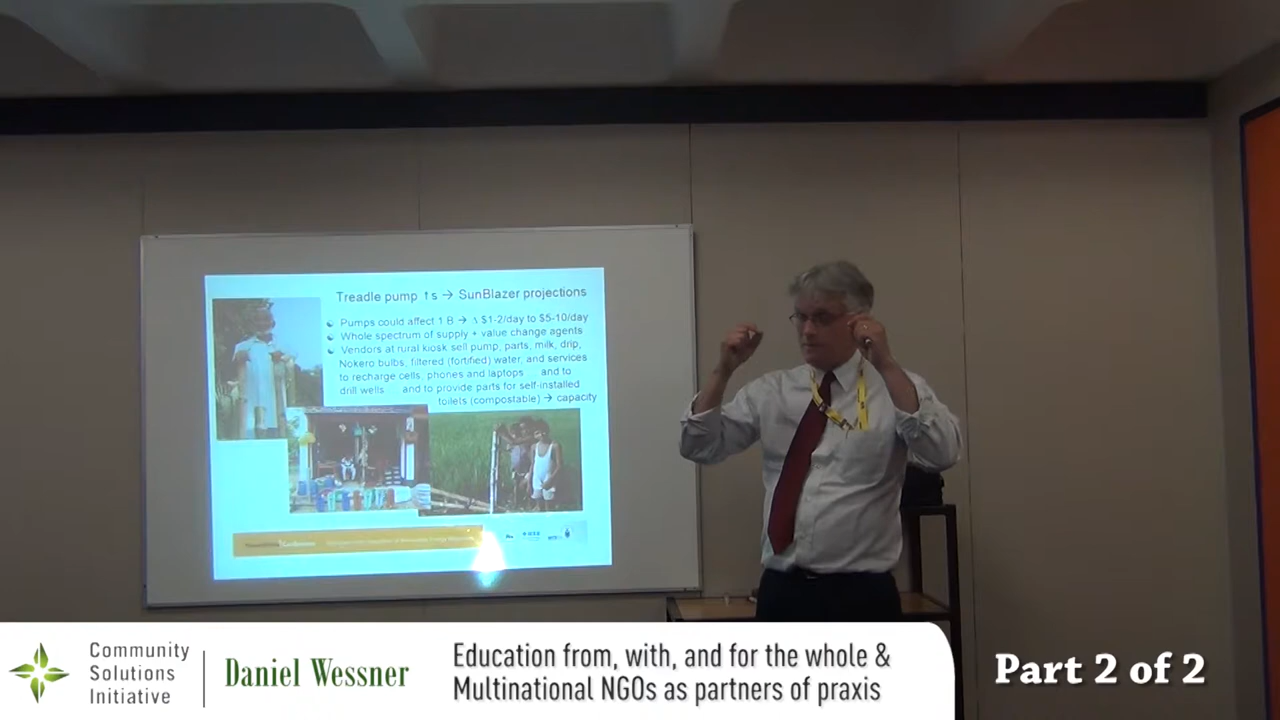 Treadle pump ↑s → SunBlazer projections
Pumps could affect 1 B → ∆ $1-2/day to $5-10/day
Whole spectrum of supply + value change agents
Vendors at rural kiosk sell pump, parts, milk, drip,
Nokero bulbs, filtered (fortified) water, and services
to recharge cells, phones and laptops and to
drill wells and to provide parts for self-installed
toilets (compostable) → capacity
Community
Solutions
Initiative
Daniel Wessner
Education from, with, and for the whole &
Multinational NGOs as partners of praxis
Part 2 of 2